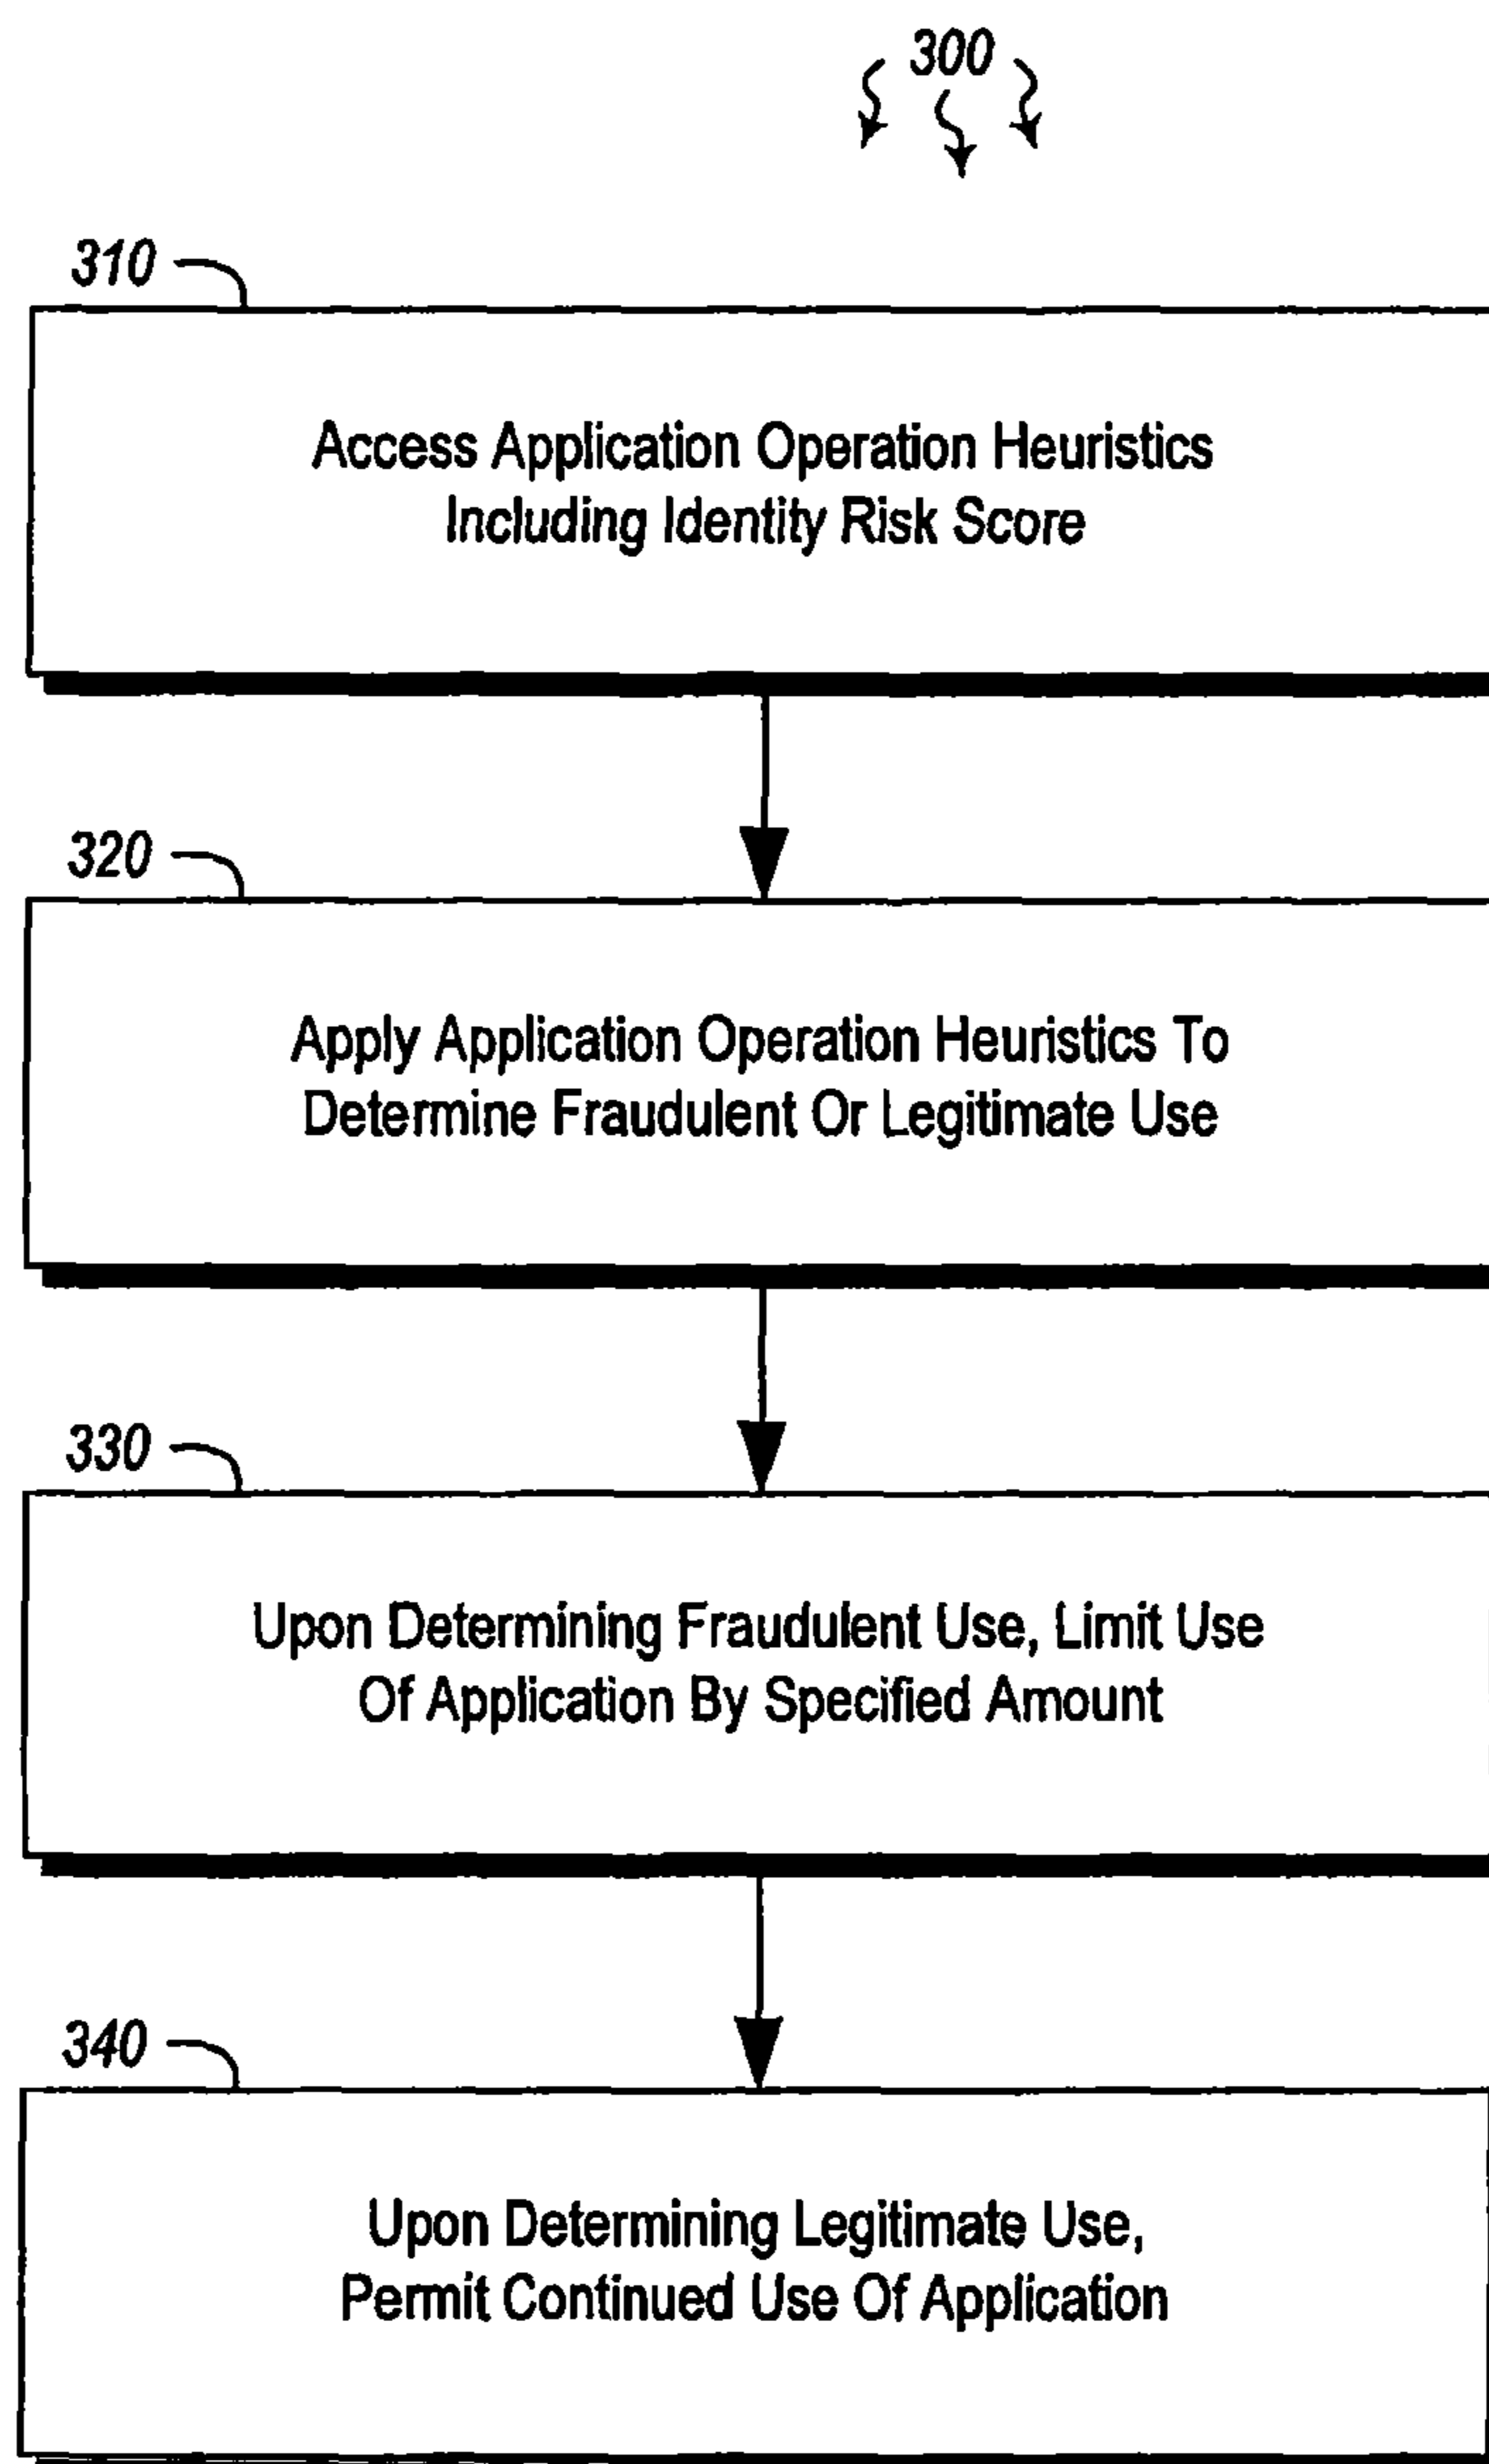 300
310
Access Application Operation Heuristics
Including Identity Risk Score
320
Apply Application Operation Heuristics To
Determine Fraudulent Or Legitimate Use
330
Upon Determining Fraudulent Use, Limit Use
Of Application By Specified Amount
340
Upon Determining Legitimate Use,
Permit Continued Use Of Application